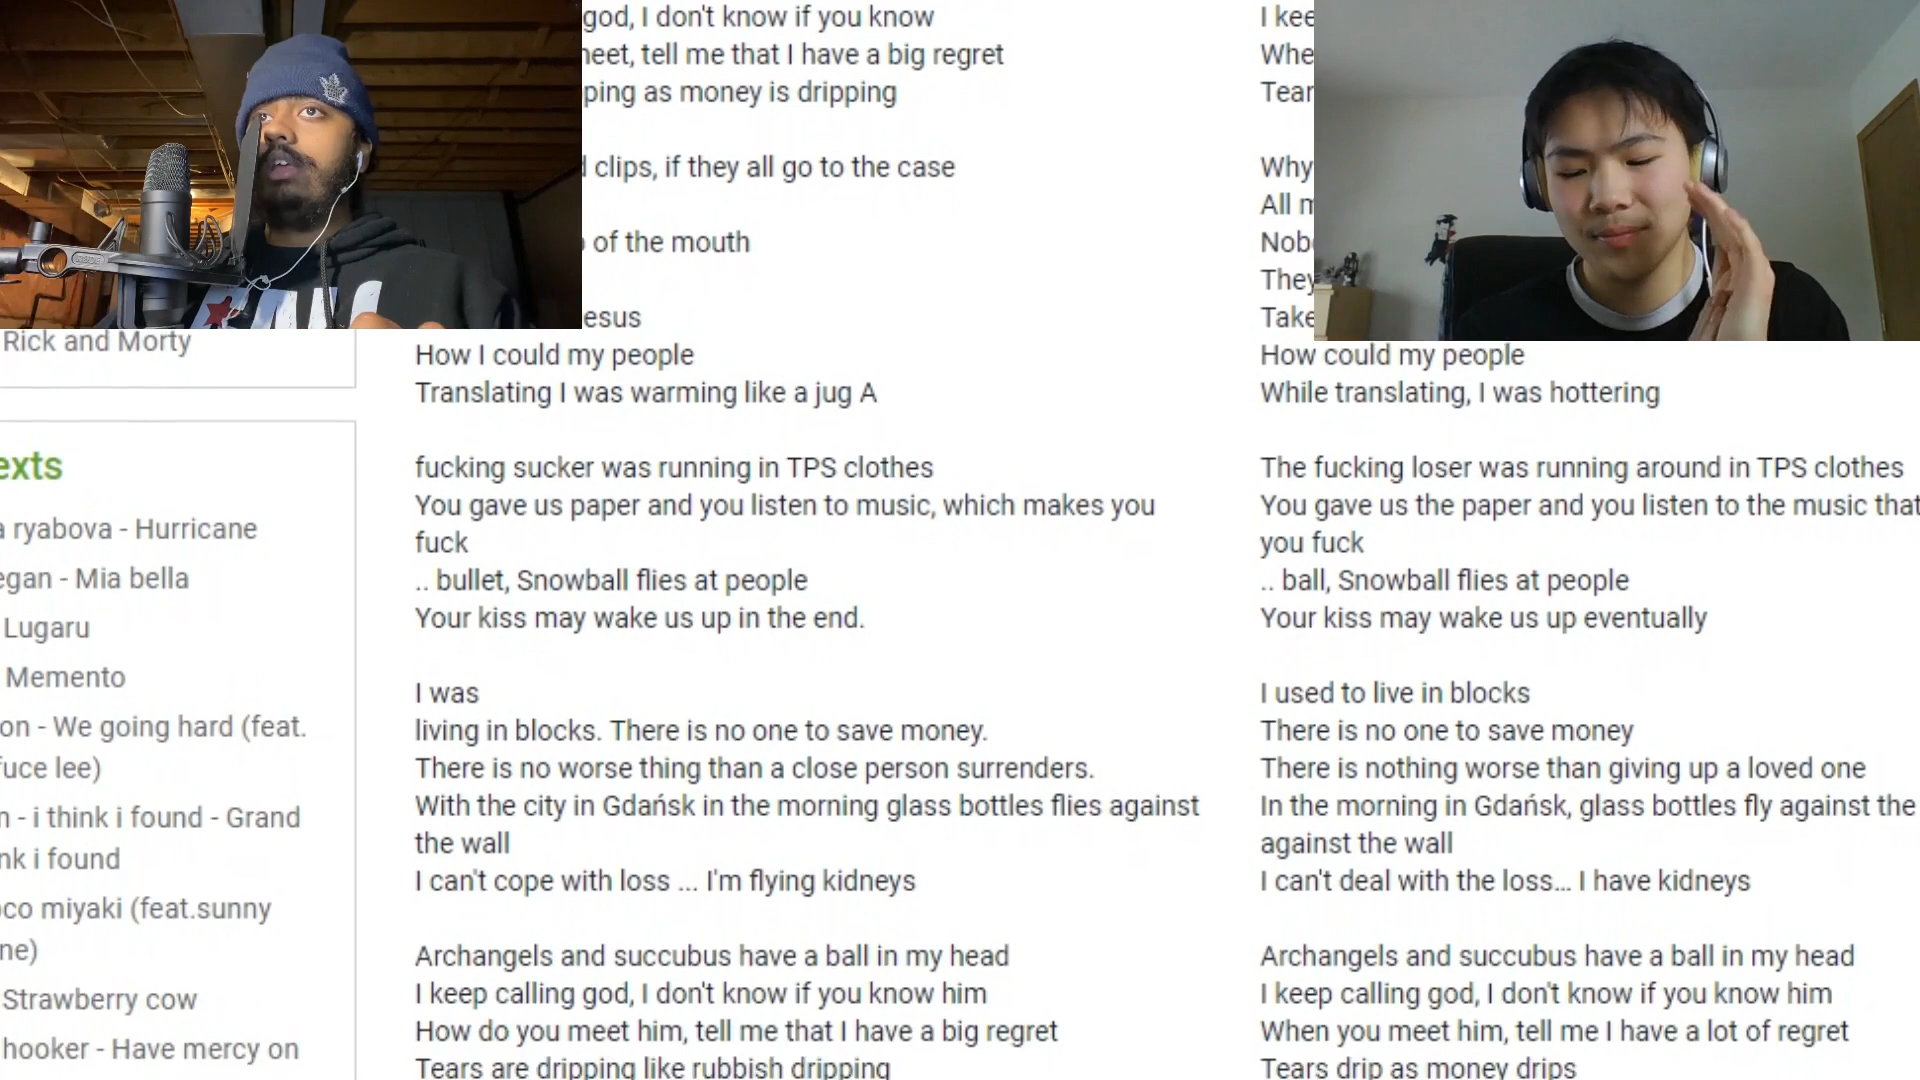 god, I don't know if you know
meet, tell me that I have a big regret
ping as money is dripping
clips, if they all go to the case
of the mouth
esus
How I could my people
Translating I was warming like a jug A
fucking sucker was running in TPS clothes
You gave us paper and you listen to music, which makes you
fuck
.. bullet, Snowball flies at people
Your kiss may wake us up in the end.
I was
living in blocks. There is no one to save money.
There is no worse thing than a close person surrenders.
With the city in Gdańsk in the morning glass bottles flies against
the wall
I can't cope with loss ... I'm flying kidneys
Archangels and succubus have a ball in my head
I keep calling god, I don't know if you know him
How do you meet him, tell me that I have a big regret
Tears are dripping like rubbish dripping
I kee
Whe
Tear
Why
All m
Nobo
They
Take
How could my people
While translating, I was hottering
The fucking loser was running around in TPS clothes
You gave us the paper and you listen to the music that
you fuck
.. ball, Snowball flies at people
Your kiss may wake us up eventually
I used to live in blocks
There is no one to save money
There is nothing worse than giving up a loved one
In the morning in Gdańsk, glass bottles fly against the
against the wall
I can't deal with the loss... I have kidneys
Archangels and succubus have a ball in my head
I keep calling god, I don't know if you know him
When you meet him, tell me I have a lot of regret
Tears drip as money drips
Rick and Morty
exts
a ryabova - Hurricane
egan - Mia bella
Lugaru
Memento
on - We going hard (feat.
fuce lee)
n - i think i found - Grand
nk i found
co miyaki (feat.sunny
ne)
Strawberry cow
hooker - Have mercy on